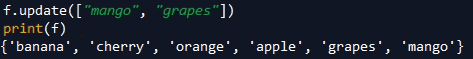 f.update(["mango", "grapes"])
print(f)
{'banana', 'cherry', 'orange', 'apple', 'grapes', 'mango'}